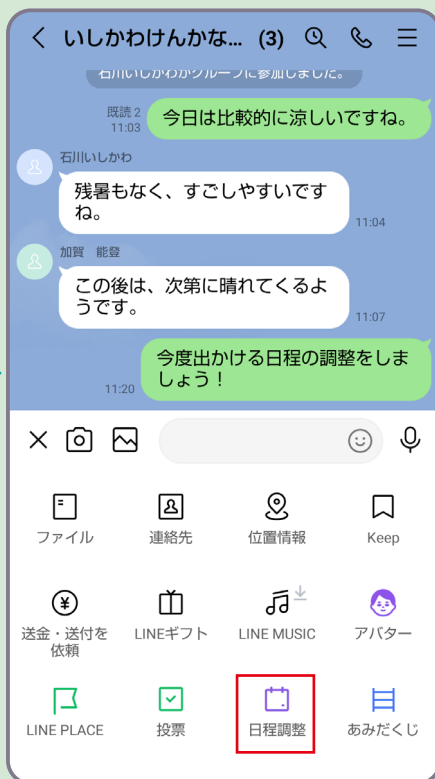 いしかわけんかな... (3)
石川いしかわがグループに参加しました。
既読 2
11:03
今日は比較的に涼しいですね。
石川いしかわ
残暑もなく、すごしやすいです
ね。
11:04
加賀　能登
この後は、次第に晴れてくるよ
うです。
11:07
今度出かける日程の調整をしま
しょう！
11:20
ファイル
連絡先
位置情報
Keep
送金・送付を
依頼
LINEギフト
LINE MUSIC
アバター
LINE PLACE
投票
日程調整
あみだくじ